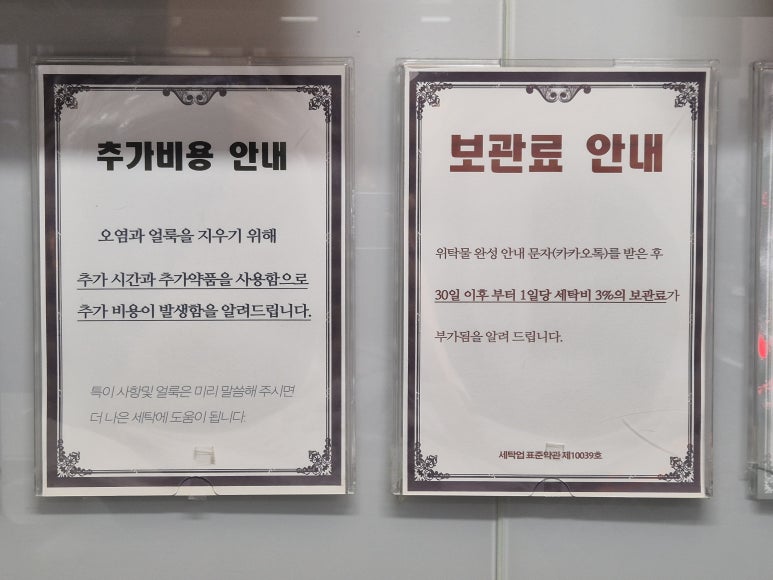 추가비용 안내
오염과 얼룩을 지우기 위해
추가 시간과 추가약품을 사용함으로
추가 비용이 발생함을 알려드립니다.
특이 사항및 얼룩은 미리 말씀해 주시면
더 나은 세탁에 도움이 됩니다.
보관료 안내
위탁물 완성 안내 문자(카카오톡)를 받은 후
30일 이후 부터 1일당 세탁비 3%의 보관료가
부가됨을 알려 드립니다.
세탁업 표준약관 제10039호